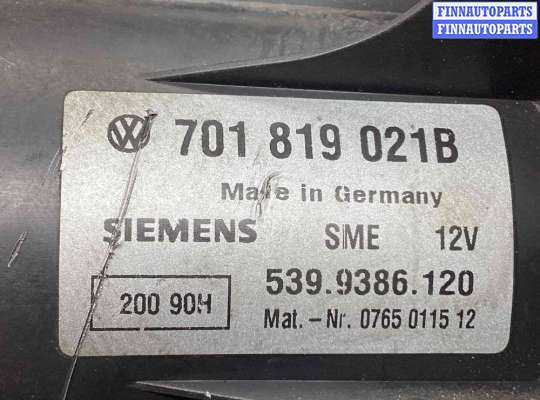 FINNAUTOPARTS
FINNAUTOPARTS
VW 701 819 021B
Made in Germany
SIEMENS SME 12V
200 90H 539.9386.120
Mat. - Nr. 0765 0115 12